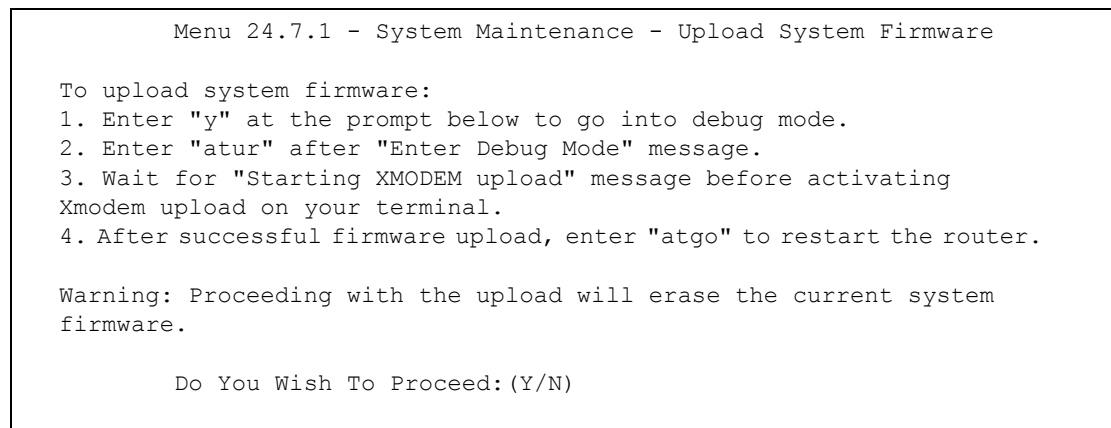 Menu 24.7.1 - System Maintenance - Upload System Firmware
To upload system firmware:
1. Enter "y" at the prompt below to go into debug mode.
2. Enter "atur" after "Enter Debug Mode" message.
3. Wait for "Starting XMODEM upload" message before activating
Xmodem upload on your terminal.
4. After successful firmware upload, enter "atgo" to restart the router.
Warning: Proceeding with the upload will erase the current system
firmware.
Do You Wish To Proceed:(Y/N)